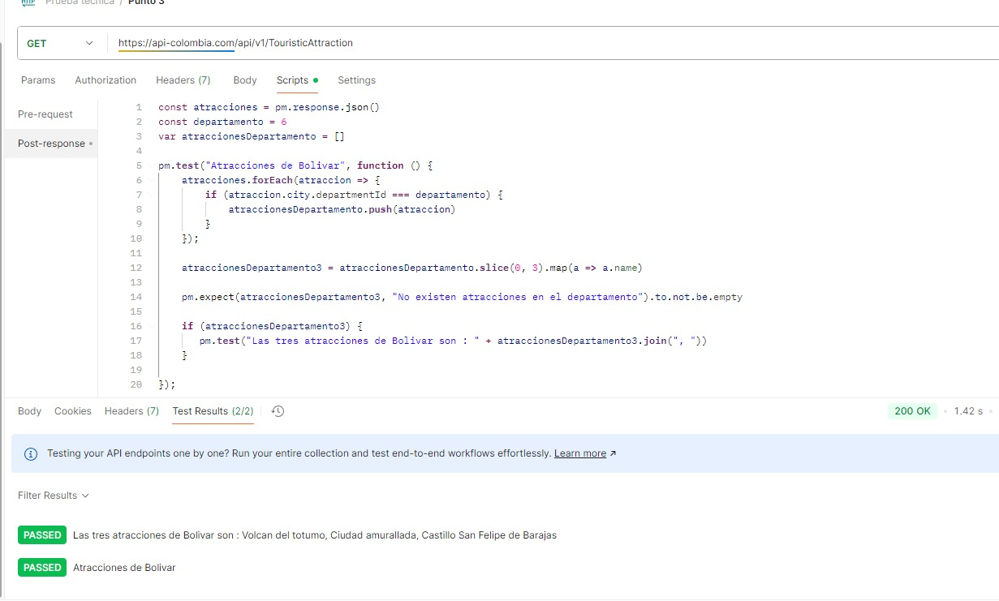 HTTP Prueba técnica / Punto 3
GET https://api-colombia.com/api/v1/TouristicAttraction
Params Authorization Headers (7) Body Scripts Settings
Pre-request
Post-response
1 const atracciones = pm.response.json()
2 const departamento = 6
3 var atraccionesDepartamento = []
4
5 pm.test("Atracciones de Bolivar", function () {
6 atracciones.forEach(atraccion => {
7 if (atraccion.city.departmentId === departamento) {
8 atraccionesDepartamento.push(atraccion)
9 }
10 });
11
12 atraccionesDepartamento3 = atraccionesDepartamento.slice(0, 3).map(a => a.name)
13
14 pm.expect(atraccionesDepartamento3, "No existen atracciones en el departamento").to.not.be.empty
15
16 if (atraccionesDepartamento3) {
17 pm.test("Las tres atracciones de Bolivar son : " + atraccionesDepartamento3.join(", "))
18 }
19
20 });
Body Cookies Headers (7) Test Results (2/2) 200 OK 1.42 s
Testing your API endpoints one by one? Run your entire collection and test end-to-end workflows effortlessly. Learn more ↗
Filter Results
PASSED Las tres atracciones de Bolivar son : Volcan del totumo, Ciudad amurallada, Castillo San Felipe de Barajas
PASSED Atracciones de Bolivar